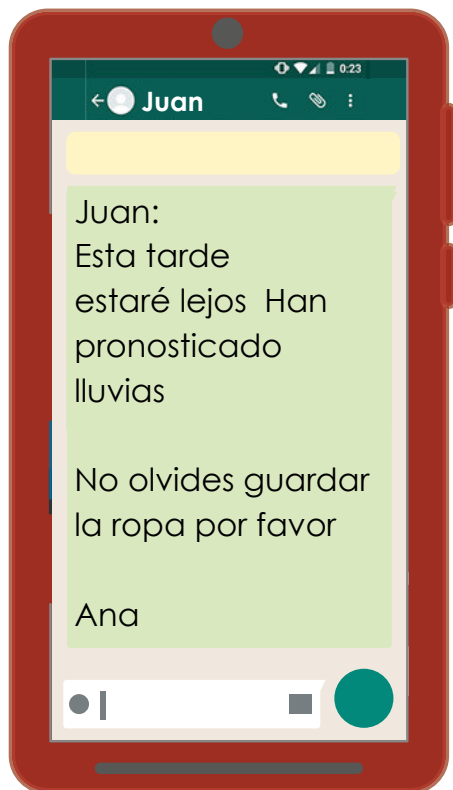 0:23
Juan
Juan:
Esta tarde
estaré lejos  Han
pronosticado
lluvias
No olvides guardar
la ropa por favor
Ana